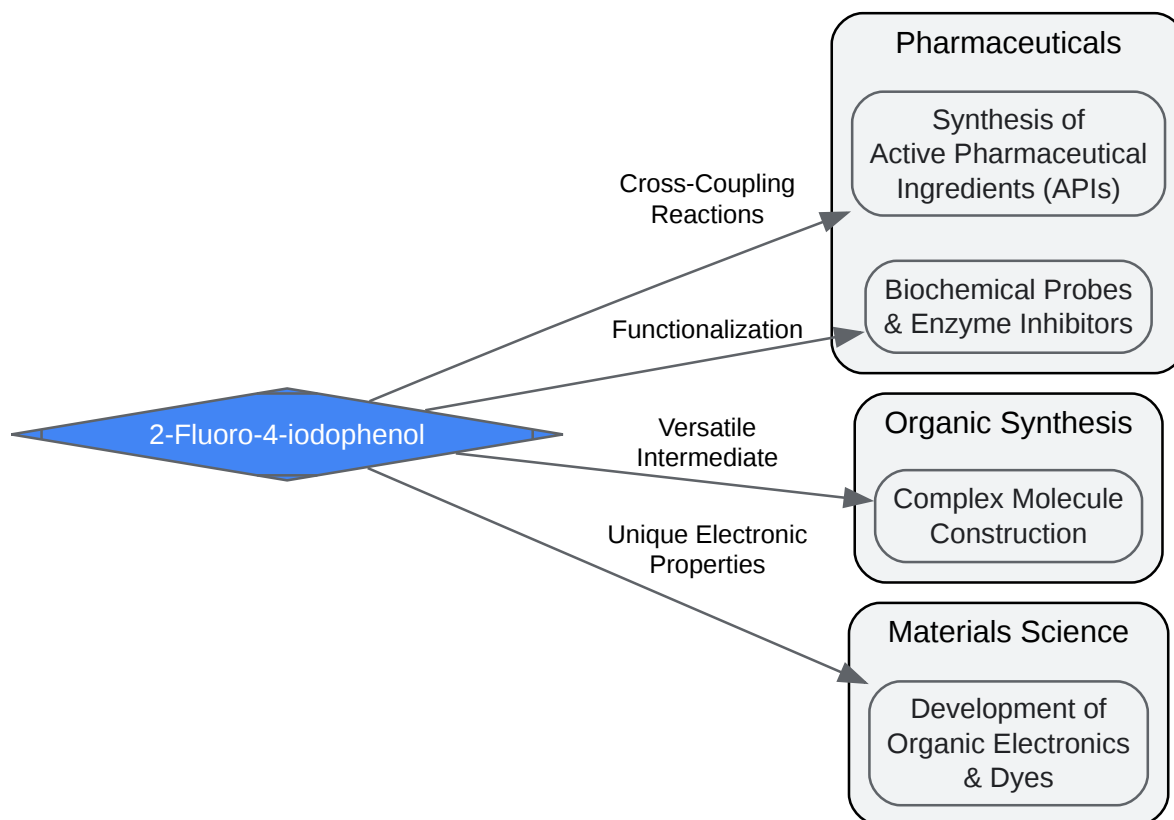 Pharmaceuticals
Synthesis of
Active Pharmaceutical
Ingredients (APIs)
Cross-Coupling
Reactions
Biochemical Probes
& Enzyme Inhibitors
Functionalization
2-Fluoro-4-iodophenol
Organic Synthesis
Versatile
Intermediate
Complex Molecule
Construction
Unique Electronic
Properties
Materials Science
Development of
Organic Electronics
& Dyes